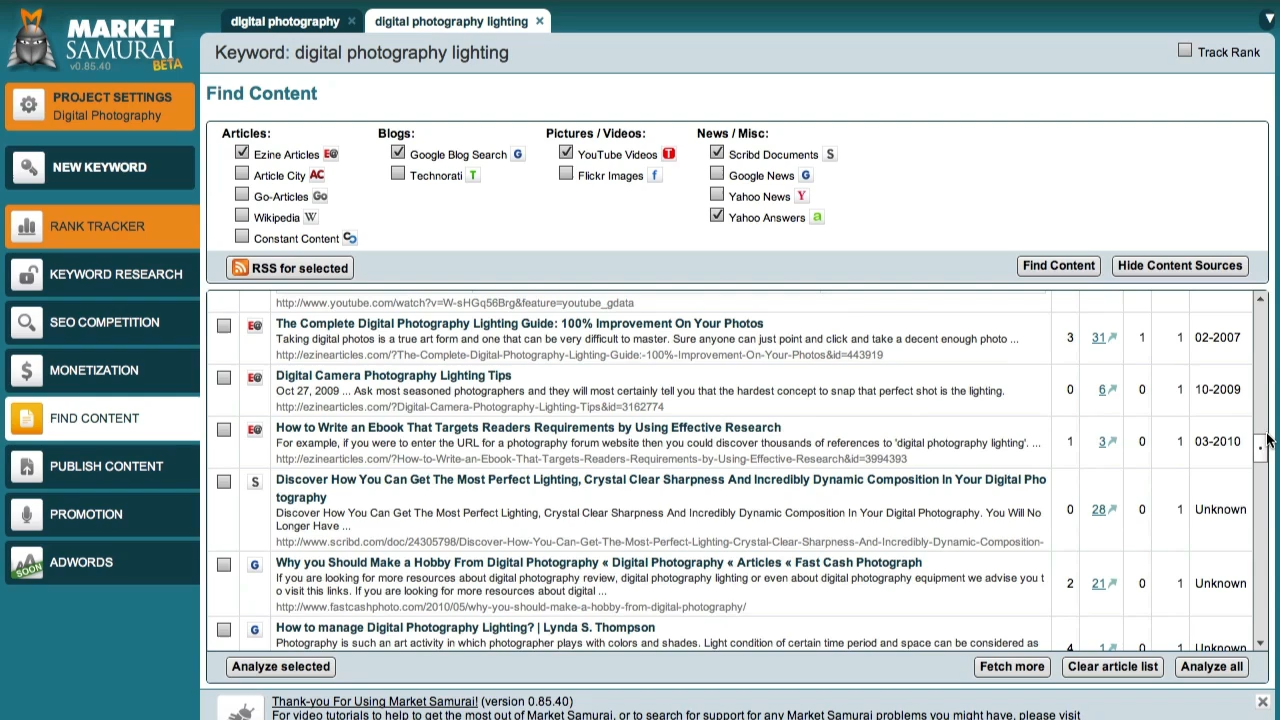 MARKET
SAMURAI
v0.85.40 BETA
digital photography
digital photography lighting
Keyword: digital photography lighting
Track Rank
PROJECT SETTINGS
Digital Photography
NEW KEYWORD
RANK TRACKER
KEYWORD RESEARCH
SEO COMPETITION
MONETIZATION
FIND CONTENT
PUBLISH CONTENT
PROMOTION
SOON
ADWORDS
Find Content
Articles:
Ezine Articles E@
Article City AC
Go-Articles Go
Wikipedia W
Constant Content
Blogs:
Google Blog Search G
Technorati T
Pictures / Videos:
YouTube Videos T
Flickr Images f
News / Misc:
Scribd Documents S
Google News G
Yahoo News Y
Yahoo Answers a
RSS for selected
Find Content
Hide Content Sources
http://www.youtube.com/watch?v=W-sHGq56Brg&feature=youtube_gdata
E@ The Complete Digital Photography Lighting Guide: 100% Improvement On Your Photos
Taking digital photos is a true art form and one that can be very difficult to master. Sure anyone can just point and click and take a decent enough photo ... 3 31 1 1 02-2007
http://ezinearticles.com/?The-Complete-Digital-Photography-Lighting-Guide:-100%-Improvement-On-Your-Photos&id=443919
E@ Digital Camera Photography Lighting Tips
Oct 27, 2009 ... Ask most seasoned photographers and they will most certainly tell you that the hardest concept to snap that perfect shot is the lighting. 0 6 0 1 10-2009
http://ezinearticles.com/?Digital-Camera-Photography-Lighting-Tips&id=3162774
E@ How to Write an Ebook That Targets Readers Requirements by Using Effective Research
For example, if you were to enter the URL for a photography forum website then you could discover thousands of references to 'digital photography lighting'. ... 1 3 0 1 03-2010
http://ezinearticles.com/?How-to-Write-an-Ebook-That-Targets-Readers-Requirements-by-Using-Effective-Research&id=3994393
S Discover How You Can Get The Most Perfect Lighting, Crystal Clear Sharpness And Incredibly Dynamic Composition In Your Digital Pho
tography
Discover How You Can Get The Most Perfect Lighting, Crystal Clear Sharpness And Incredibly Dynamic Composition In Your Digital Photography. You Will No 0 28 0 1 Unknown
Longer Have ...
http://www.scribd.com/doc/24305798/Discover-How-You-Can-Get-The-Most-Perfect-Lighting-Crystal-Clear-Sharpness-And-Incredibly-Dynamic-Composition-
G Why you Should Make a Hobby From Digital Photography « Digital Photography « Articles « Fast Cash Photograph
If you are looking for more resources about digital photography review, digital photography lighting or even about digital photography equipment we advise you t 2 21 0 1 Unknown
o visit this links. If you are looking for more resources about digital ...
http://www.fastcashphoto.com/2010/05/why-you-should-make-a-hobby-from-digital-photography/
G How to manage Digital Photography Lighting? | Lynda S. Thompson
Photography is such an art activity in which photographer plays with colors and shades. Light condition of certain time period and space can be considered as 4 1 0 1 Unknown
Analyze selected
Fetch more
Clear article list
Analyze all
Thank-you For Using Market Samurai! (version 0.85.40)
For video tutorials to help to get the most out of Market Samurai, or to search for support for any Market Samurai problems you might have, please visit